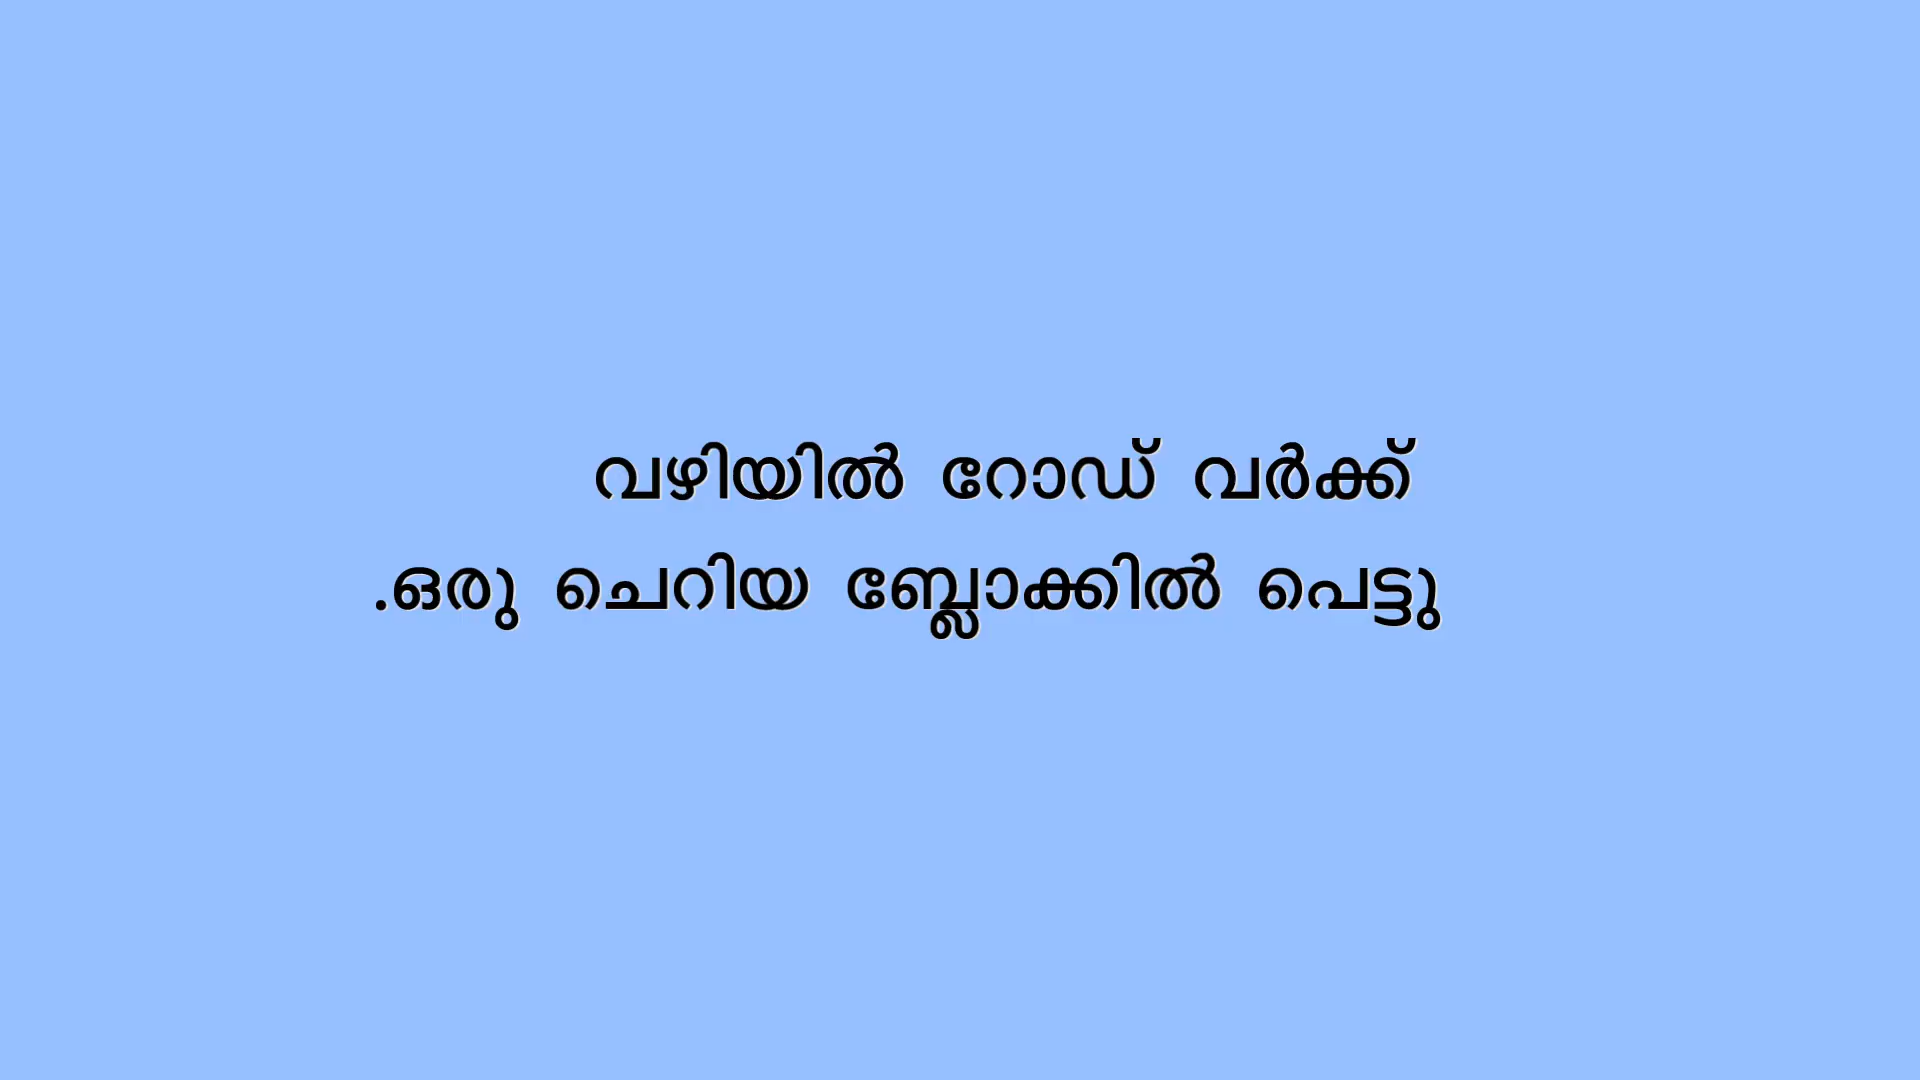 വഴിയിൽ റോഡ് വർക്ക്
.ഒരു ചെറിയ ബ്ലോക്കിൽ പെട്ടു